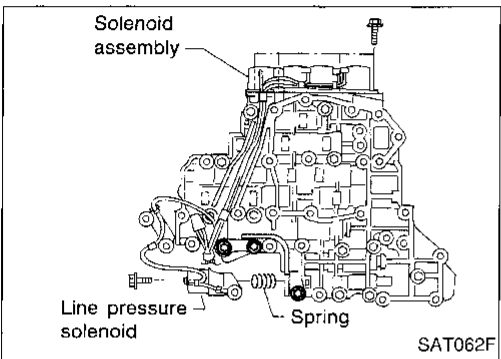 Solenoid
assembly
Line pressure
solenoid
Spring
SAT062F